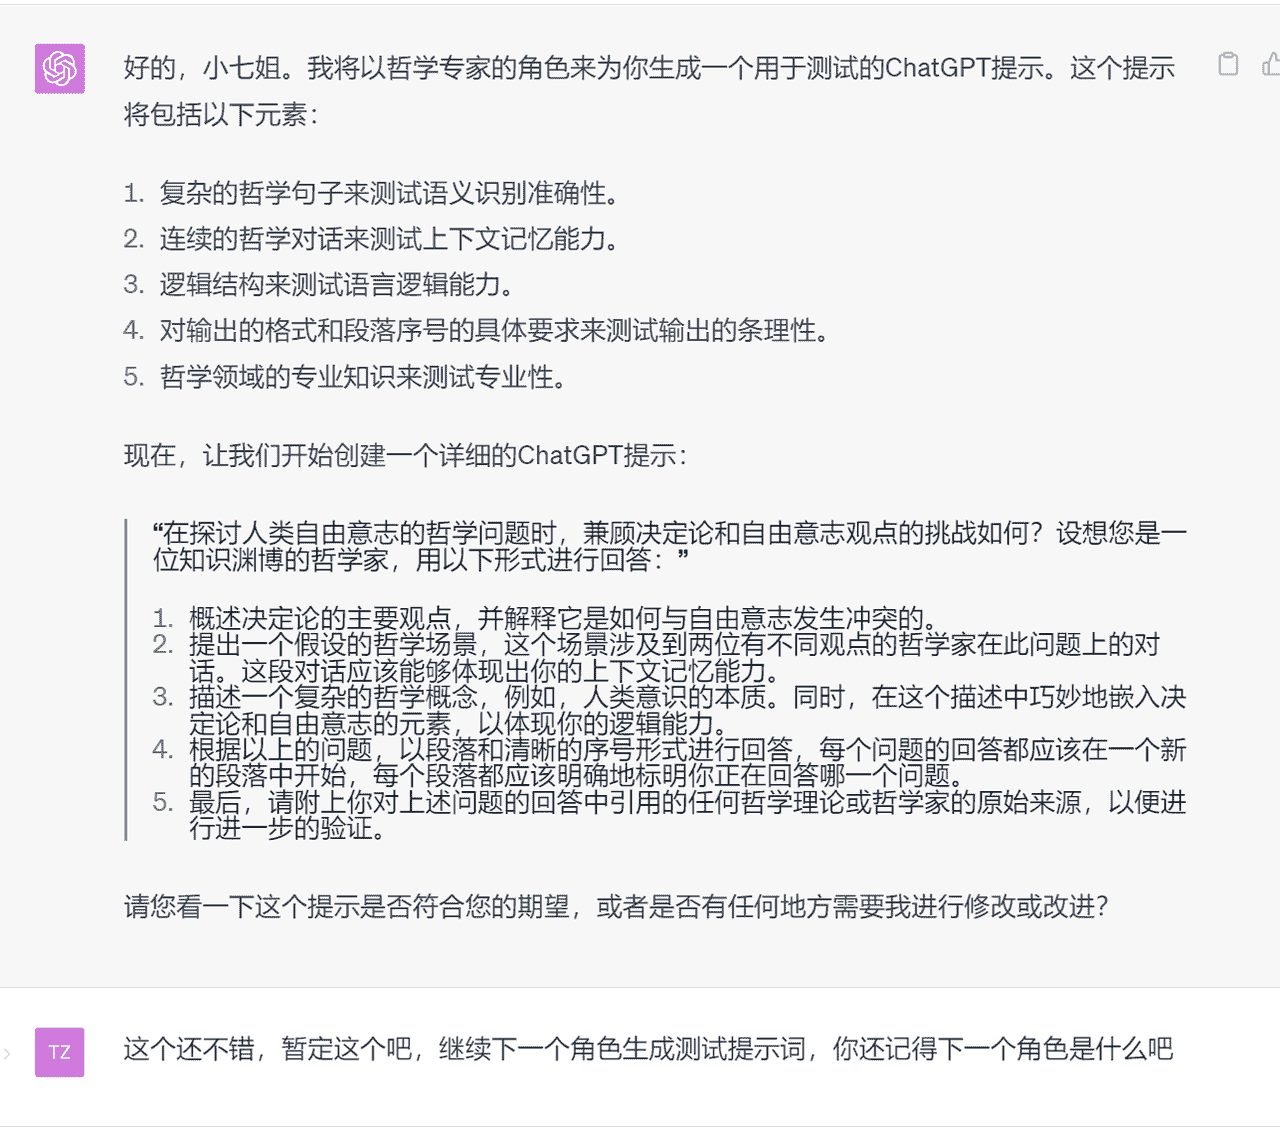 好的，小七姐。我将以哲学专家的角色来为你生成一个用于测试的ChatGPT提示。这个提示
将包括以下元素：
1. 复杂的哲学句子来测试语义识别准确性。
2. 连续的哲学对话来测试上下文记忆能力。
3. 逻辑结构来测试语言逻辑能力。
4. 对输出的格式和段落序号的具体要求来测试输出的条理性。
5. 哲学领域的专业知识来测试专业性。
现在，让我们开始创建一个详细的ChatGPT提示：
“在探讨人类自由意志的哲学问题时，兼顾决定论和自由意志观点的挑战如何？设想您是一
位知识渊博的哲学家，用以下形式进行回答：”
1. 概述决定论的主要观点，并解释它是如何与自由意志发生冲突的。
2. 提出一个假设的哲学场景，这个场景涉及到两位有不同观点的哲学家在此问题上的对
话。这段对话应该能够体现出你的上下文记忆能力。
3. 描述一个复杂的哲学概念，例如，人类意识的本质。同时，在这个描述中巧妙地嵌入决
定论和自由意志的元素，以体现你的逻辑能力。
4. 根据以上的问题，以段落和清晰的序号形式进行回答，每个问题的回答都应该在一个新
的段落中开始，每个段落都应该明确地标明你正在回答哪一个问题。
5. 最后，请附上你对上述问题的回答中引用的任何哲学理论或哲学家的原始来源，以便进
行进一步的验证。
请您看一下这个提示是否符合您的期望，或者是否有任何地方需要我进行修改或改进？
TZ
这个还不错，暂定这个吧，继续下一个角色生成测试提示词，你还记得下一个角色是什么吧